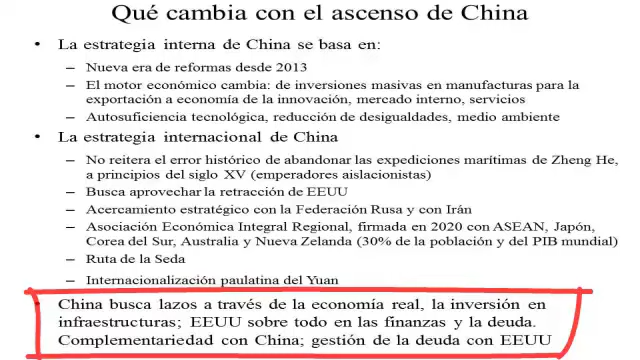 Qué cambia con el ascenso de China
• La estrategia interna de China se basa en:
– Nueva era de reformas desde 2013
– El motor económico cambia: de inversiones masivas en manufacturas para la
exportación a economía de la innovación, mercado interno, servicios
– Autosuficiencia tecnológica, reducción de desigualdades, medio ambiente
• La estrategia internacional de China
– No reitera el error histórico de abandonar las expediciones marítimas de Zheng He,
a principios del siglo XV (emperadores aislacionistas)
– Busca aprovechar la retracción de EEUU
– Acercamiento estratégico con la Federación Rusa y con Irán
– Asociación Económica Integral Regional, firmada en 2020 con ASEAN, Japón,
Corea del Sur, Australia y Nueva Zelanda (30% de la población y del PIB mundial)
– Ruta de la Seda
– Internacionalización paulatina del Yuan
• China busca lazos a través de la economía real, la inversión en
infraestructuras; EEUU sobre todo en las finanzas y la deuda.
Complementariedad con China; gestión de la deuda con EEUU